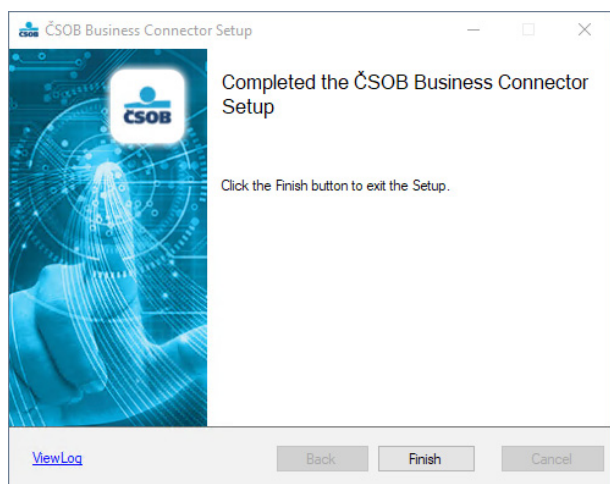 ČSOB Business Connector Setup
Completed the ČSOB Business Connector
Setup
ČSOB
Click the Finish button to exit the Setup.
ViewLog
Back
Finish
Cancel